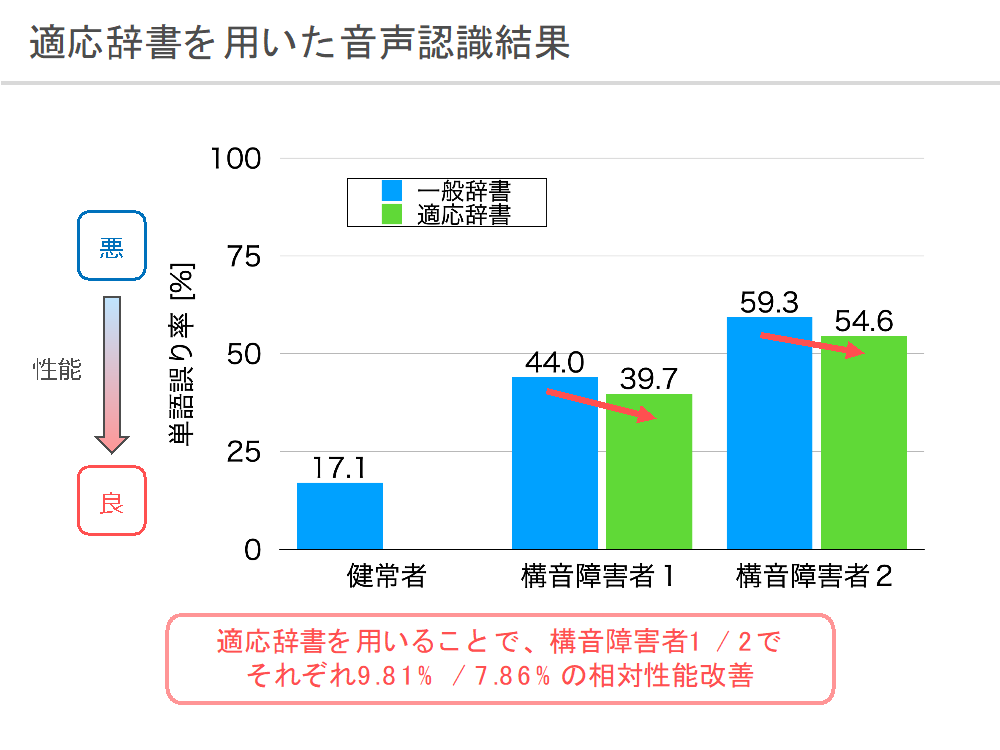 適応辞書を用いた音声認識結果
100
75
50
25
0
単語誤り率 [%]
一般辞書
適応辞書
悪
性能
良
17.1
44.0
39.7
59.3
54.6
健常者
構音障害者1
構音障害者2
適応辞書を用いることで、構音障害者1 / 2で
それぞれ9.81% / 7.86% の相対性能改善